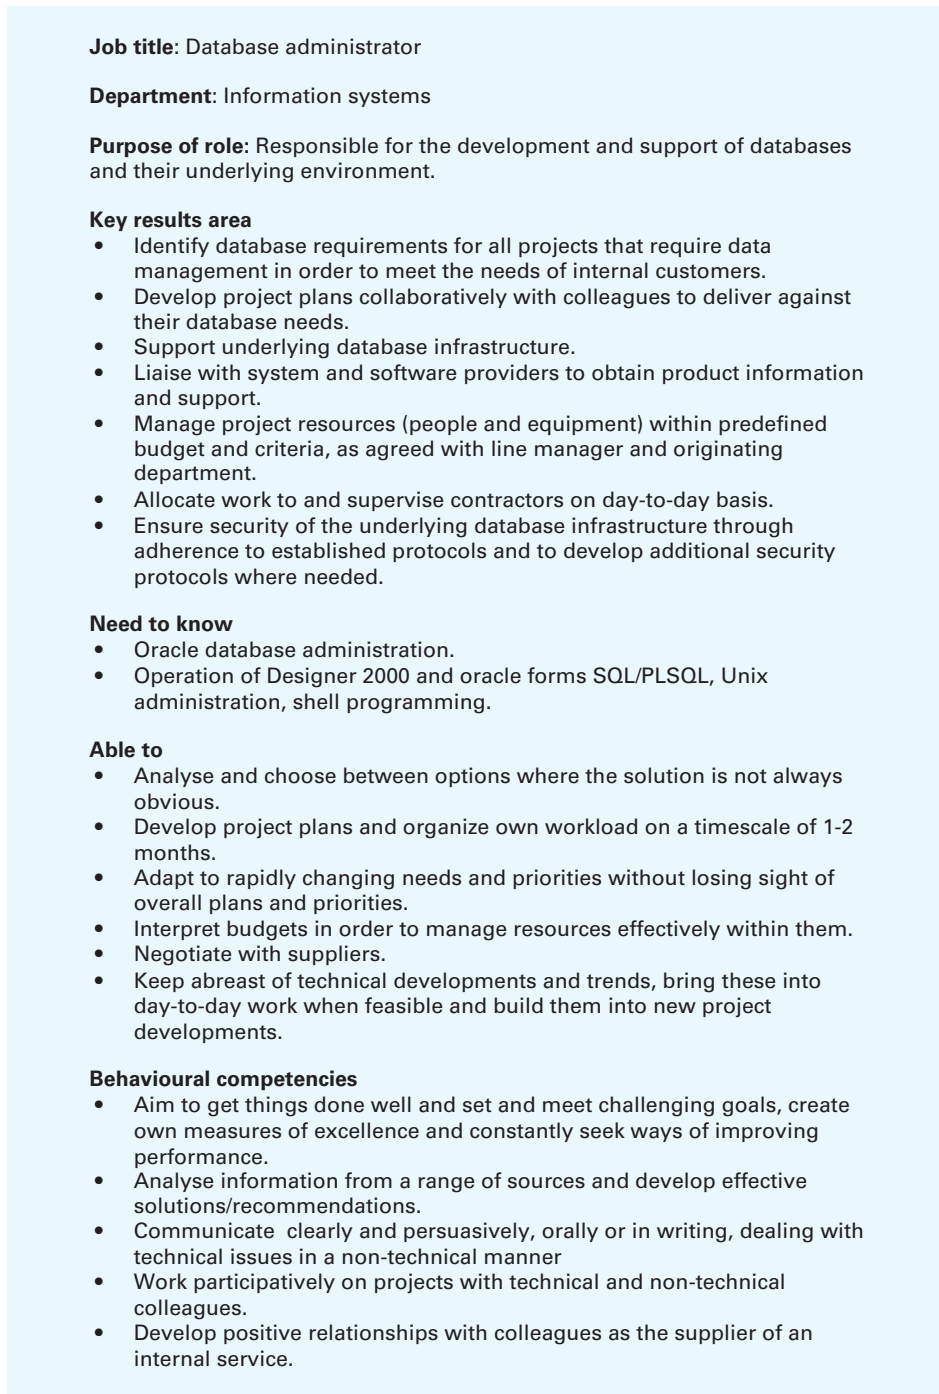 Job title: Database administrator
Department: Information systems
Purpose of role: Responsible for the development and support of databases
and their underlying environment.
Key results area
• Identify database requirements for all projects that require data
management in order to meet the needs of internal customers.
• Develop project plans collaboratively with colleagues to deliver against
their database needs.
• Support underlying database infrastructure.
• Liaise with system and software providers to obtain product information
and support.
• Manage project resources (people and equipment) within predefined
budget and criteria, as agreed with line manager and originating
department.
• Allocate work to and supervise contractors on day-to-day basis.
• Ensure security of the underlying database infrastructure through
adherence to established protocols and to develop additional security
protocols where needed.
Need to know
• Oracle database administration.
• Operation of Designer 2000 and oracle forms SQL/PLSQL, Unix
administration, shell programming.
Able to
• Analyse and choose between options where the solution is not always
obvious.
• Develop project plans and organize own workload on a timescale of 1-2
months.
• Adapt to rapidly changing needs and priorities without losing sight of
overall plans and priorities.
• Interpret budgets in order to manage resources effectively within them.
• Negotiate with suppliers.
• Keep abreast of technical developments and trends, bring these into
day-to-day work when feasible and build them into new project
developments.
Behavioural competencies
• Aim to get things done well and set and meet challenging goals, create
own measures of excellence and constantly seek ways of improving
performance.
• Analyse information from a range of sources and develop effective
solutions/recommendations.
• Communicate  clearly and persuasively, orally or in writing, dealing with
technical issues in a non-technical manner
• Work participatively on projects with technical and non-technical
colleagues.
• Develop positive relationships with colleagues as the supplier of an
internal service.